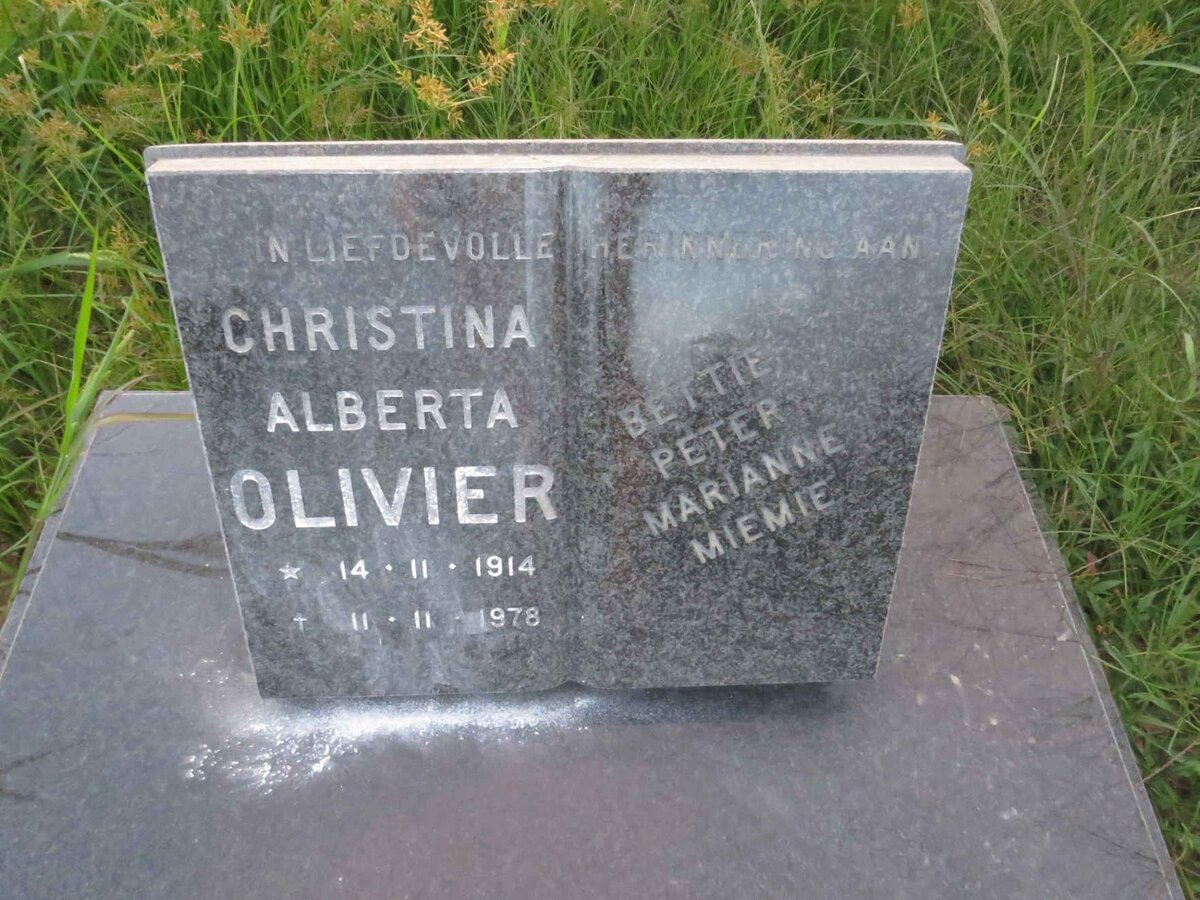 IN LIEFDEVOLLE HERINNERING AAN
CHRISTINA
ALBERTA
OLIVIER
★ 14 · 11 · 1914
† 11 · 11 · 1978
BETTIE
PETER
MARIANNE
MIEMIE